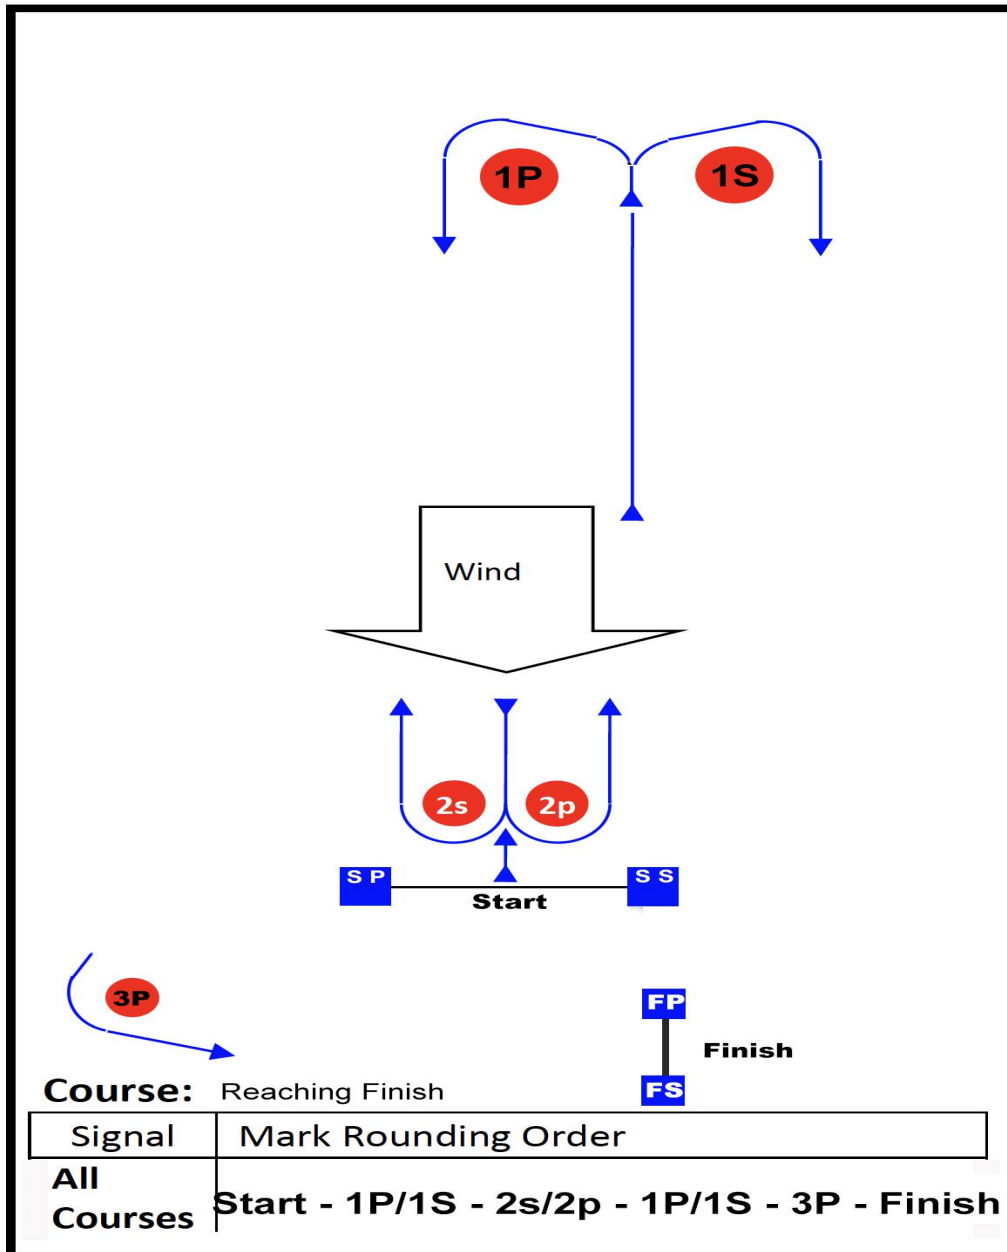 1P
1S
Wind
2s
2p
S P
S S
Start
3P
FP
Finish
FS
Course: Reaching Finish
Signal Mark Rounding Order
All
Courses
Start - 1P/1S - 2s/2p - 1P/1S - 3P - Finish